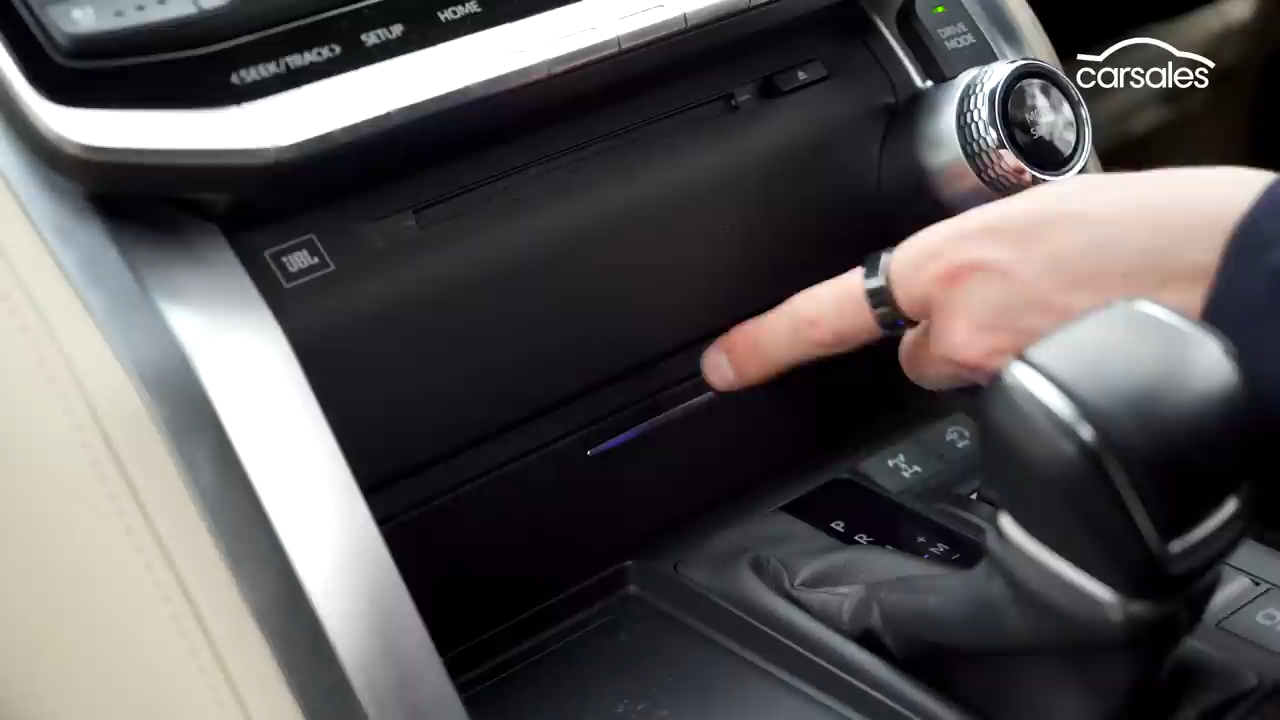 HOME
SETUP
SEEK/TRACK
DRIVE
MODE
carsales
JBL
P
R
+
M
-